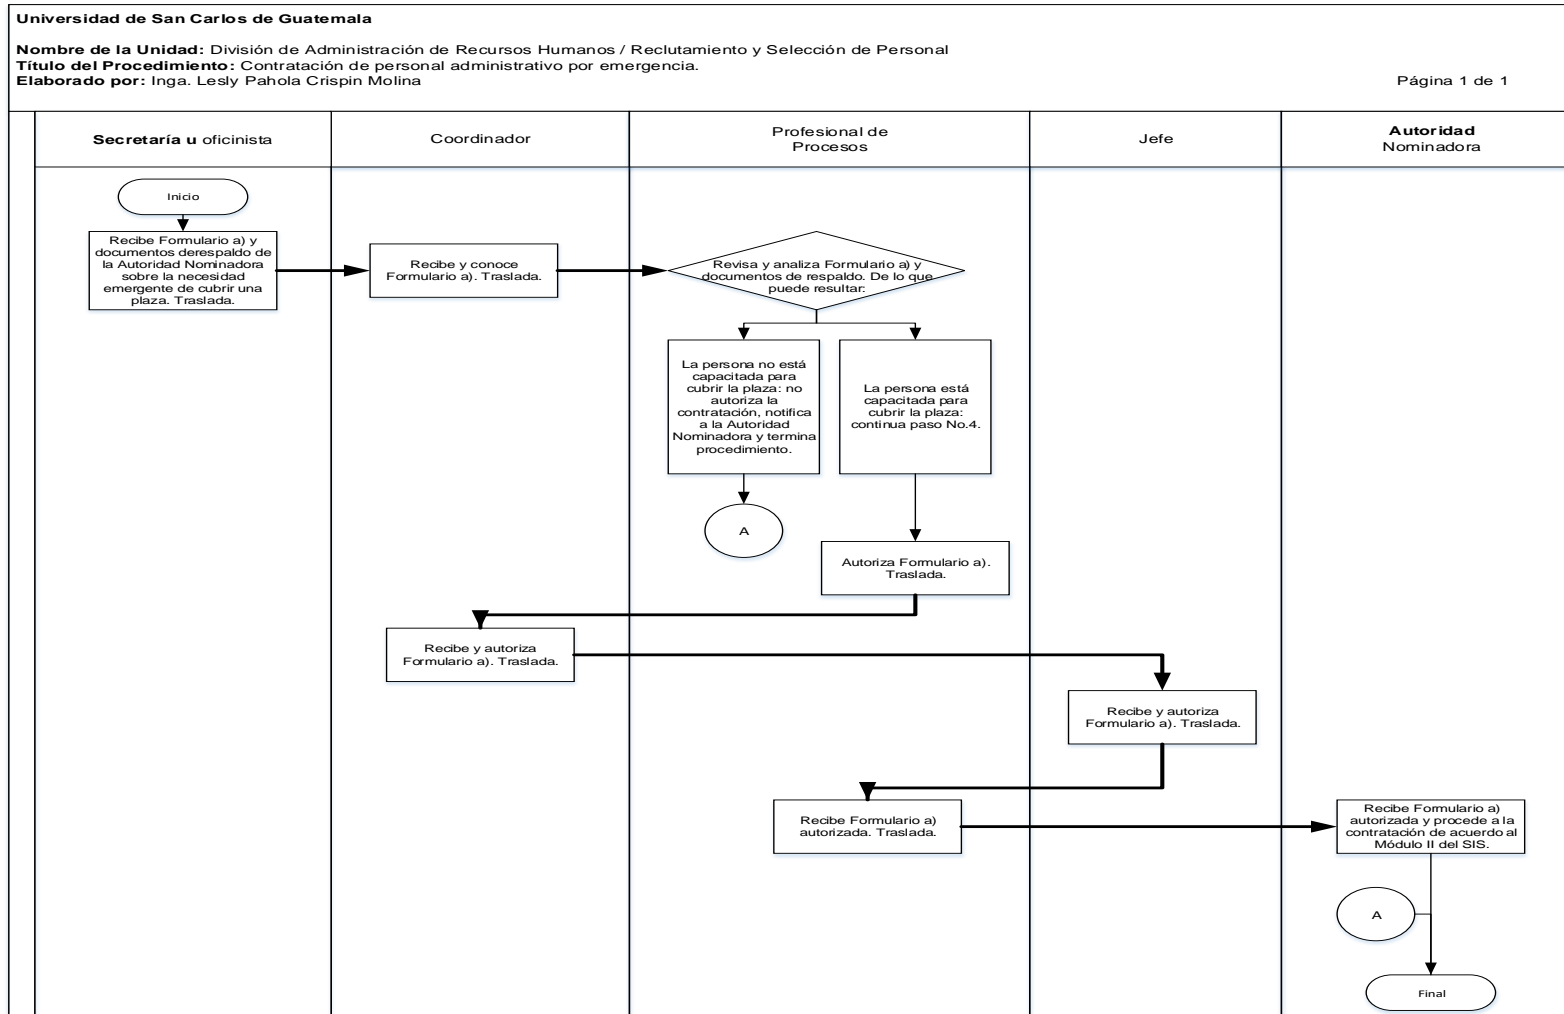 Universidad de San Carlos de Guatemala
Nombre de la Unidad: División de Administración de Recursos Humanos / Reclutamiento y Selección de Personal
Título del Procedimiento: Contratación de personal administrativo por emergencia.
Elaborado por: Inga. Lesly Pahola Crispin Molina
Página 1 de 1
Secretaría u oficinista
Coordinador
Profesional de
Procesos
Jefe
Autoridad
Nominadora
Inicio
Recibe Formulario a) y
documentos derespaldo de
la Autoridad Nominadora
sobre la necesidad
emergente de cubrir una
plaza. Traslada.
Recibe y conoce
Formulario a). Traslada.
Revisa y analiza Formulario a) y
documentos de respaldo. De lo que
puede resultar:
La persona no está
capacitada para
cubrir la plaza: no
autoriza la
contratación, notifica
a la Autoridad
Nominadora y termina
procedimiento.
La persona está
capacitada para
cubrir la plaza:
continua paso No.4.
A
Autoriza Formulario a).
Traslada.
Recibe y autoriza
Formulario a). Traslada.
Recibe y autoriza
Formulario a). Traslada.
Recibe Formulario a)
autorizada. Traslada.
Recibe Formulario a)
autorizada y procede a la
contratación de acuerdo al
Módulo II del SIS.
A
Final